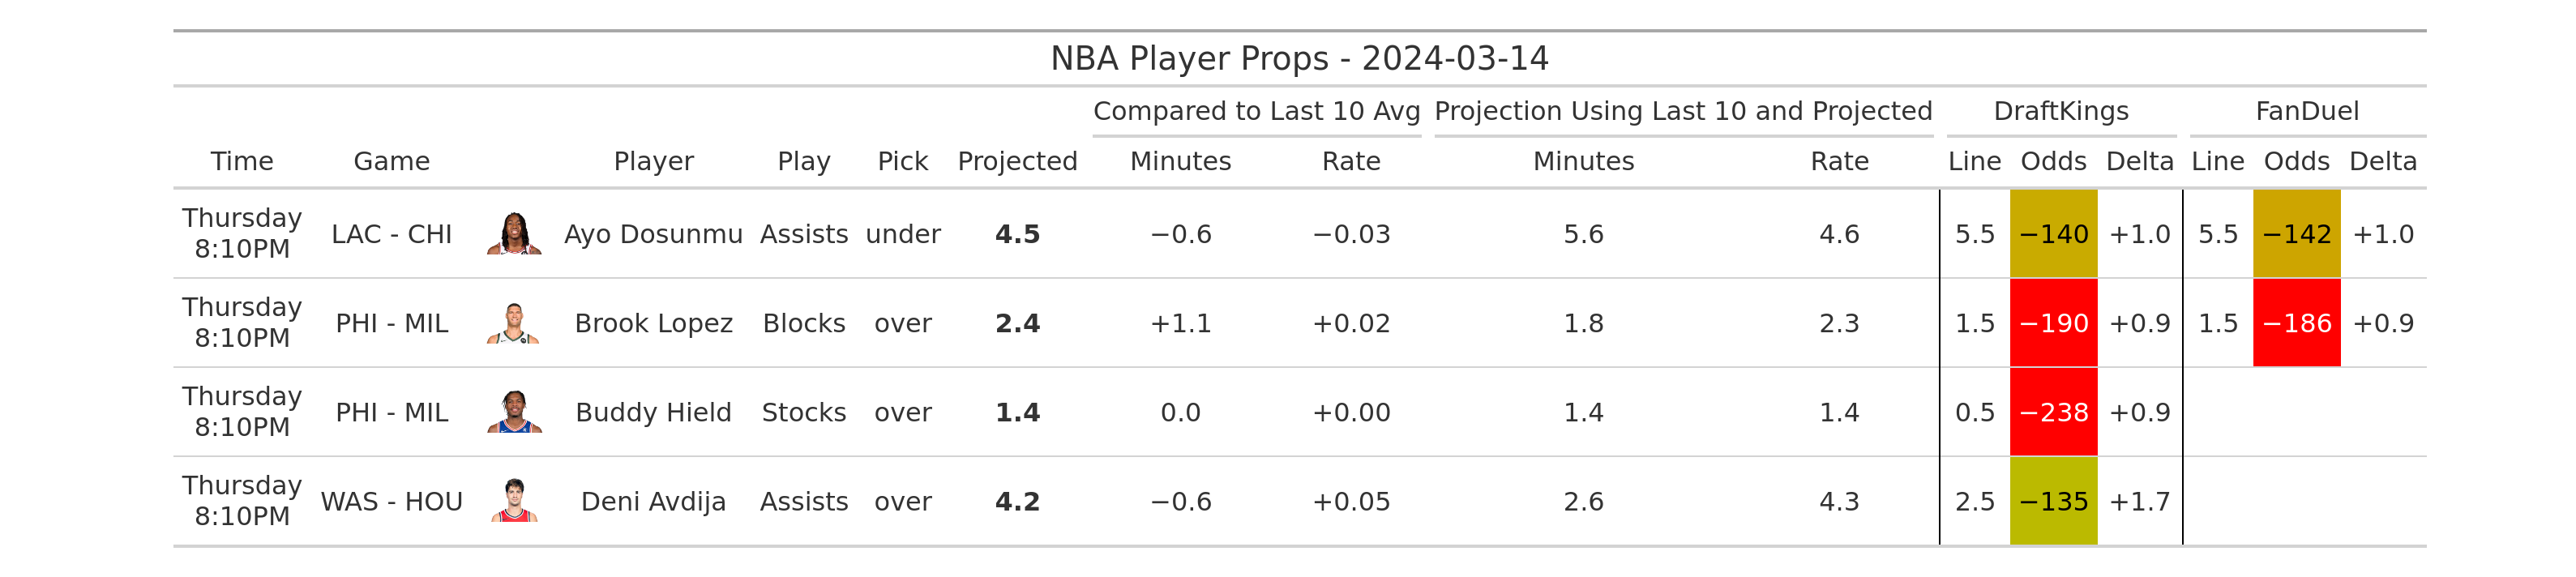 NBA Player Props - 2024-03-14
Compared to Last 10 Avg Projection Using Last 10 and Projected DraftKings FanDuel
Time Game Player Play Pick Projected Minutes Rate Minutes Rate Line Odds Delta Line Odds Delta
Thursday
8:10PM LAC - CHI Ayo Dosunmu Assists under 4.5 −0.6 −0.03 5.6 4.6 5.5 −140 +1.0 5.5 −142 +1.0
Thursday
8:10PM PHI - MIL Brook Lopez Blocks over 2.4 +1.1 +0.02 1.8 2.3 1.5 −190 +0.9 1.5 −186 +0.9
Thursday
8:10PM PHI - MIL Buddy Hield Stocks over 1.4 0.0 +0.00 1.4 1.4 0.5 −238 +0.9
Thursday
8:10PM WAS - HOU Deni Avdija Assists over 4.2 −0.6 +0.05 2.6 4.3 2.5 −135 +1.7